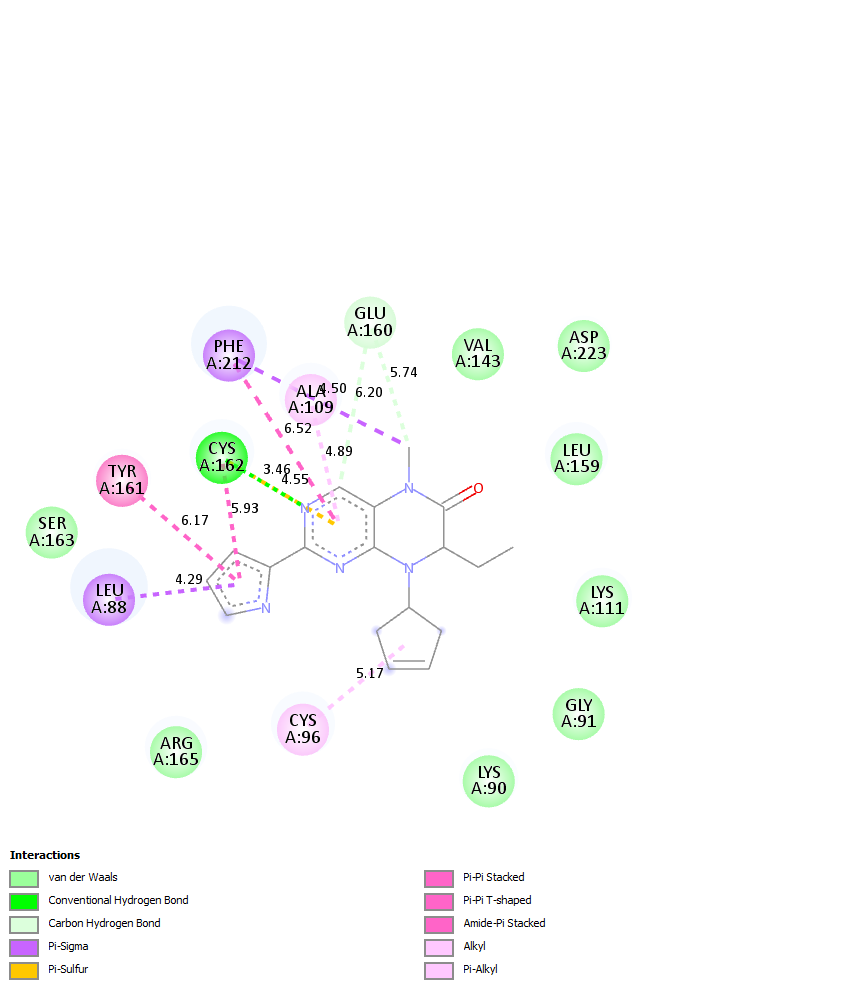 GLU
A:160
ASP
A:223
PHE
A:212
VAL
A:143
5.74
ALA
A:109
4.50
6.20
6.52
CYS
A:162
4.89
LEU
A:159
3.46
4.55
TYR
A:161
N
O
5.93
N
6.17
SER
A:163
N
N
4.29
LEU
A:88
N
LYS
A:111
5.17
GLY
A:91
CYS
A:96
ARG
A:165
LYS
A:90
Interactions
van der Waals
Conventional Hydrogen Bond
Carbon Hydrogen Bond
Pi-Sigma
Pi-Sulfur
Pi-Pi Stacked
Pi-Pi T-shaped
Amide-Pi Stacked
Alkyl
Pi-Alkyl